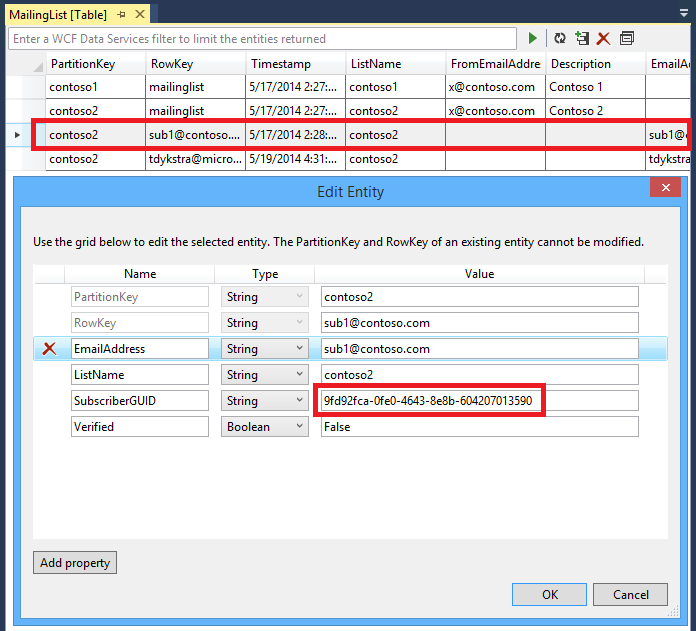 MailingList [Table]
Enter a WCF Data Services filter to limit the entities returned
PartitionKey RowKey Timestamp ListName FromEmailAddre Description EmailAd
contoso1 mailinglist 5/17/2014 2:27:... contoso1 x@contoso.com Contoso 1
contoso2 mailinglist 5/17/2014 2:27:... contoso2 x@contoso.com Contoso 2
contoso2 sub1@contoso.... 5/17/2014 2:28:... contoso2 sub1@c
contoso2 tdykstra@micro... 5/19/2014 4:31:... contoso2 tdykstra
Edit Entity
Use the grid below to edit the selected entity. The PartitionKey and RowKey of an existing entity cannot be modified.
Name Type Value
PartitionKey String contoso2
RowKey String sub1@contoso.com
EmailAddress String sub1@contoso.com
ListName String contoso2
SubscriberGUID String 9fd92fca-0fe0-4643-8e8b-604207013590
Verified Boolean False
Add property
OK Cancel